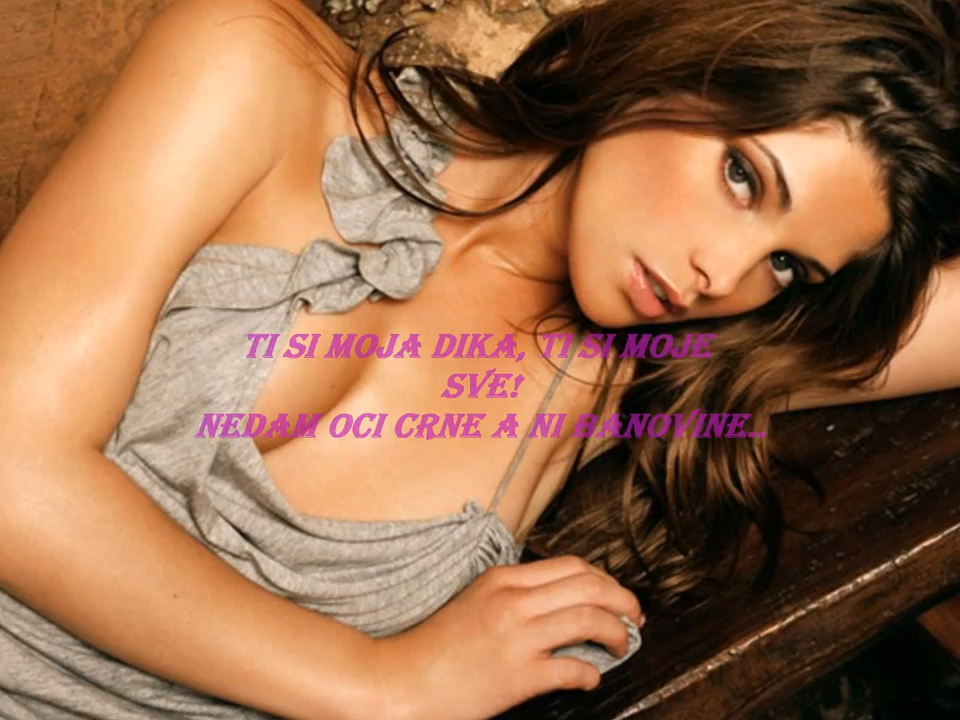 TI SI MOJA DIKA, TI SI MOJE
SVE!
NEDAM OCI CRNE A NI BANOVINE..